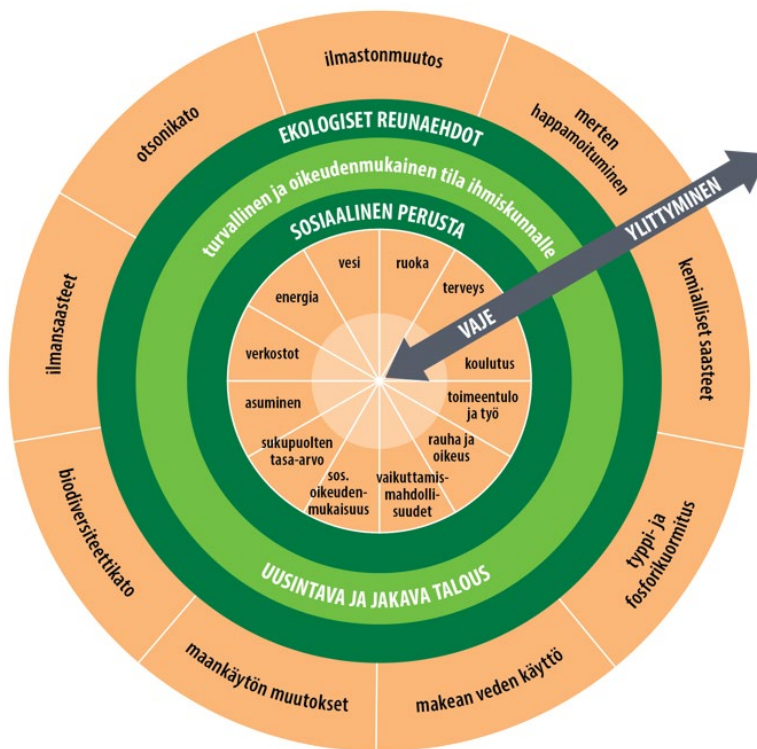 ilmastonmuutos
merten
happamoituminen
kemialliset saasteet
typpi- ja
fosforikuormitus
makean veden käyttö
maankäytön muutokset
biodiversiteettikato
ilmansaasteet
otsonikato
EKOLOGISET REUNAEHDOT
turvallinen ja oikeudenmukainen tila ihmiskunnalle
SOSIAALINEN PERUSTA
YLITTYMINEN
VAJE
vesi
ruoka
terveys
koulutus
toimeentulo
ja työ
rauha ja
oikeus
vaikuttamis-
mahdolli-
suudet
sos.
oikeuden-
mukaisuus
sukupuolten
tasa-arvo
asuminen
verkostot
energia
UUSINTAVA JA JAKAVA TALOUS